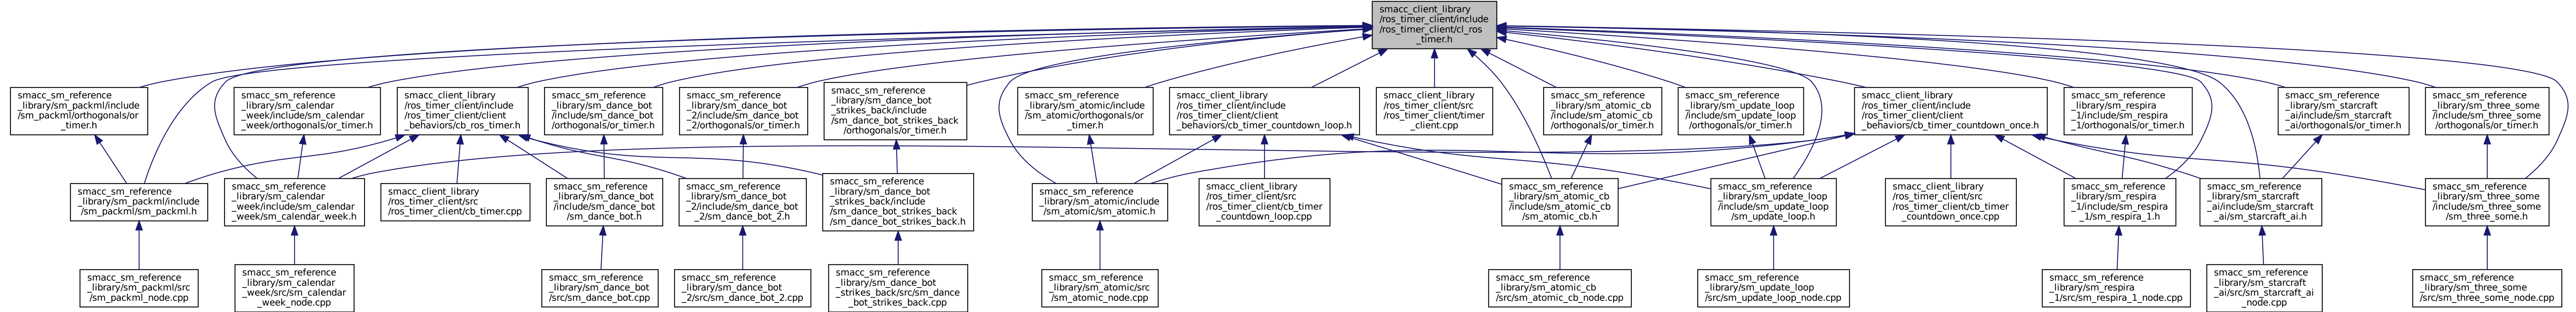 smacc_client_library
/ros_timer_client/include
/ros_timer_client/cl_ros
_timer.h
smacc_sm_reference
_library/sm_packml/include
/sm_packml/orthogonals/or
_timer.h
smacc_sm_reference
_library/sm_calendar
_week/include/sm_calendar
_week/orthogonals/or_timer.h
smacc_client_library
/ros_timer_client/include
/ros_timer_client/client
_behaviors/cb_ros_timer.h
smacc_sm_reference
_library/sm_dance_bot
/include/sm_dance_bot
/orthogonals/or_timer.h
smacc_sm_reference
_library/sm_dance_bot
_2/include/sm_dance_bot
_2/orthogonals/or_timer.h
smacc_sm_reference
_library/sm_dance_bot
_strikes_back/include
/sm_dance_bot_strikes_back
/orthogonals/or_timer.h
smacc_sm_reference
_library/sm_atomic/include
/sm_atomic/orthogonals/or
_timer.h
smacc_client_library
/ros_timer_client/include
/ros_timer_client/client
_behaviors/cb_timer_countdown_loop.h
smacc_client_library
/ros_timer_client/src
/ros_timer_client/timer
_client.cpp
smacc_sm_reference
_library/sm_atomic_cb
/include/sm_atomic_cb
/orthogonals/or_timer.h
smacc_sm_reference
_library/sm_update_loop
/include/sm_update_loop
/orthogonals/or_timer.h
smacc_client_library
/ros_timer_client/include
/ros_timer_client/client
_behaviors/cb_timer_countdown_once.h
smacc_sm_reference
_library/sm_respira
_1/include/sm_respira
_1/orthogonals/or_timer.h
smacc_sm_reference
_library/sm_starcraft
_ai/include/sm_starcraft
_ai/orthogonals/or_timer.h
smacc_sm_reference
_library/sm_three_some
/include/sm_three_some
/orthogonals/or_timer.h
smacc_sm_reference
_library/sm_packml/include
/sm_packml/sm_packml.h
smacc_sm_reference
_library/sm_calendar
_week/include/sm_calendar
_week/sm_calendar_week.h
smacc_client_library
/ros_timer_client/src
/ros_timer_client/cb_timer.cpp
smacc_sm_reference
_library/sm_dance_bot
/include/sm_dance_bot
/sm_dance_bot.h
smacc_sm_reference
_library/sm_dance_bot
_2/include/sm_dance_bot
_2/sm_dance_bot_2.h
smacc_sm_reference
_library/sm_dance_bot
_strikes_back/include
/sm_dance_bot_strikes_back
/sm_dance_bot_strikes_back.h
smacc_sm_reference
_library/sm_atomic/include
/sm_atomic/sm_atomic.h
smacc_client_library
/ros_timer_client/src
/ros_timer_client/cb_timer
_countdown_loop.cpp
smacc_sm_reference
_library/sm_atomic_cb
/include/sm_atomic_cb
/sm_atomic_cb.h
smacc_sm_reference
_library/sm_update_loop
/include/sm_update_loop
/sm_update_loop.h
smacc_client_library
/ros_timer_client/src
/ros_timer_client/cb_timer
_countdown_once.cpp
smacc_sm_reference
_library/sm_respira
_1/include/sm_respira
_1/sm_respira_1.h
smacc_sm_reference
_library/sm_starcraft
_ai/include/sm_starcraft
_ai/sm_starcraft_ai.h
smacc_sm_reference
_library/sm_three_some
/include/sm_three_some
/sm_three_some.h
smacc_sm_reference
_library/sm_packml/src
/sm_packml_node.cpp
smacc_sm_reference
_library/sm_calendar
_week/src/sm_calendar
_week_node.cpp
smacc_sm_reference
_library/sm_dance_bot
/src/sm_dance_bot.cpp
smacc_sm_reference
_library/sm_dance_bot
_2/src/sm_dance_bot_2.cpp
smacc_sm_reference
_library/sm_dance_bot
_strikes_back/src/sm_dance
_bot_strikes_back.cpp
smacc_sm_reference
_library/sm_atomic/src
/sm_atomic_node.cpp
smacc_sm_reference
_library/sm_atomic_cb
/src/sm_atomic_cb_node.cpp
smacc_sm_reference
_library/sm_update_loop
/src/sm_update_loop_node.cpp
smacc_sm_reference
_library/sm_respira
_1/src/sm_respira_1_node.cpp
smacc_sm_reference
_library/sm_starcraft
_ai/src/sm_starcraft_ai
_node.cpp
smacc_sm_reference
_library/sm_three_some
/src/sm_three_some_node.cpp